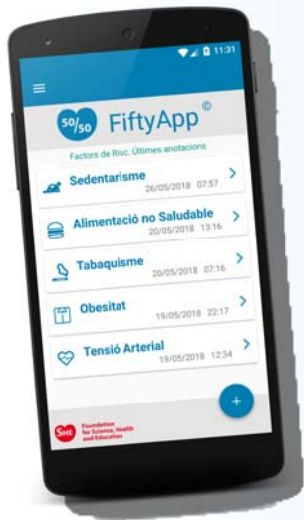 11:31
50/50 FiftyApp ©
Factors de Risc. Últimes anotacions
Sedentarisme
26/05/2018 07:57
Alimentació no Saludable
20/05/2018 13:16
Tabaquisme
20/05/2018 07:16
Obesitat
19/05/2018 22:17
Tensió Arterial
19/05/2018 12:34
+
SHE Foundation
for Science, Health
and Education